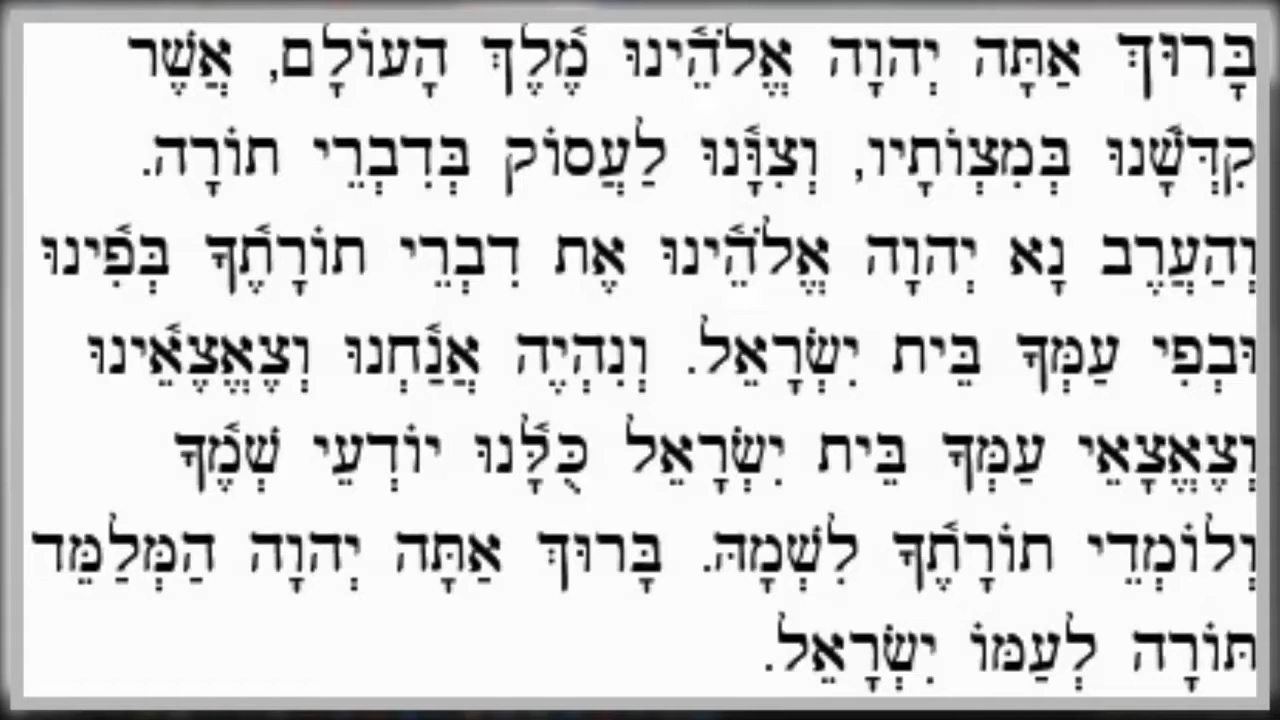 בָּרוּךְ אַתָּה יְהוָה אֱלֹהֵ֫ינוּ מֶ֫לֶךְ הָעוֹלָם, אֲשֶׁר
קִדְּשָׁ֫נוּ בְּמִצְוֹתָיו, וְצִוָּ֫נוּ לַעֲסוֹק בְּדִבְרֵי תוֹרָה.
וְהַעֲרֶב נָא יְהוָה אֱלֹהֵ֫ינוּ אֶת דִבְרֵי תוֹרָתֶ֫ךָ בְּפִ֫ינוּ
וּבְפִי עַמְּךָ בֵּית יִשְׂרָאֵל. וְנִהְיֶה אֲנַ֫חְנוּ וְצֶאֱצָאֵ֫ינוּ
וְצֶאֱצָאֵי עַמְּךָ בֵּית יִשְׂרָאֵל כֻּלָּ֫נוּ יוֹדְעֵי שְׁמֶ֫ךָ
וְלוֹמְדֵי תוֹרָתֶ֫ךָ לִשְׁמָהּ. בָּרוּךְ אַתָּה יְהוָה הַמְּלַמֵּד
תּוֹרָה לְעַמּוֹ יִשְׂרָאֵל.